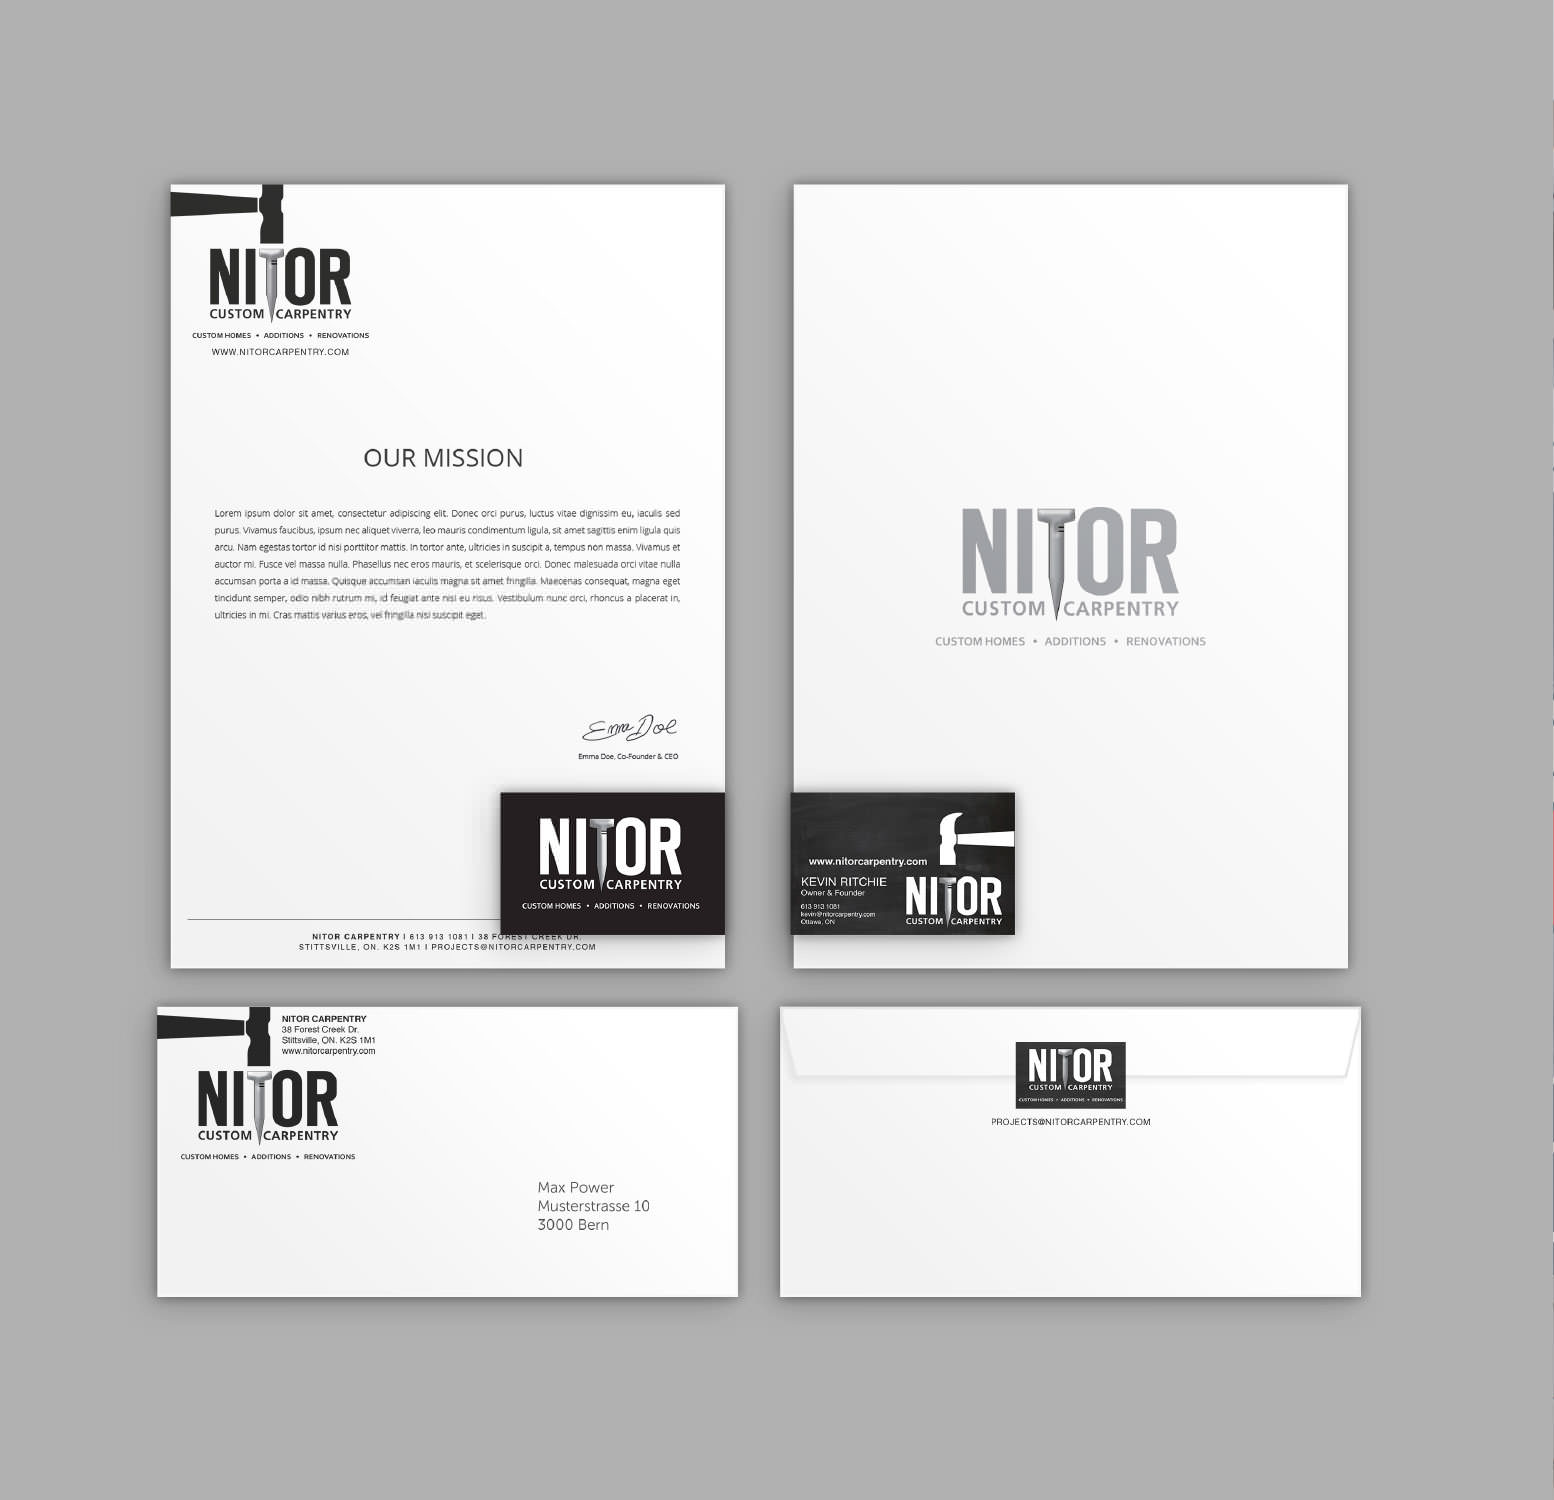 NITOR
CUSTOM CARPENTRY
CUSTOM HOMES • ADDITIONS • RENOVATIONS
WWW.NITORCARPENTRY.COM
OUR MISSION
Lorem ipsum dolor sit amet, consectetur adipiscing elit. Donec orci purus, luctus vitae dignissim eu, iaculis sed
purus. Vivamus faucibus, ipsum nec aliquet viverra, leo mauris condimentum ligula, sit amet sagittis enim ligula quis
arcu. Nam egestas tortor id nisi porttitor mattis. In tortor ante, ultricies in suscipit a, tempus non massa. Vivamus et
auctor mi. Fusce vel massa nulla. Phasellus nec eros mauris, et scelerisque orci. Donec malesuada orci vitae nulla
accumsan porta a id massa. Quisque accumsan iaculis magna sit amet fringilla. Maecenas consequat, magna eget
tincidunt semper, odio nibh rutrum mi, id feugiat ante nisl eu risus. Vestibulum nunc orci, rhoncus a placerat in,
ultricies in mi. Cras mattis varius eros, vel fringilla nisi suscipit eget.
Emma Doe
Emma Doe, Co-Founder & CEO
NITOR
CUSTOM CARPENTRY
CUSTOM HOMES • ADDITIONS • RENOVATIONS
NITOR CARPENTRY I 613 913 1081 I 38 FOREST CREEK DR.
STITTSVILLE, ON. K2S 1M1 I PROJECTS@NITORCARPENTRY.COM
NITOR
CUSTOM CARPENTRY
CUSTOM HOMES • ADDITIONS • RENOVATIONS
www.nitorcarpentry.com
KEVIN RITCHIE
Owner & Founder
613 913 1081
kevin@nitorcarpentry.com
Ottawa, ON
NITOR
CUSTOM CARPENTRY
NITOR CARPENTRY
38 Forest Creek Dr.
Stittsville, ON. K2S 1M1
www.nitorcarpentry.com
NITOR
CUSTOM CARPENTRY
CUSTOM HOMES • ADDITIONS • RENOVATIONS
Max Power
Musterstrasse 10
3000 Bern
NITOR
CUSTOM CARPENTRY
CUSTOM HOMES • ADDITIONS • RENOVATIONS
PROJECTS@NITORCARPENTRY.COM